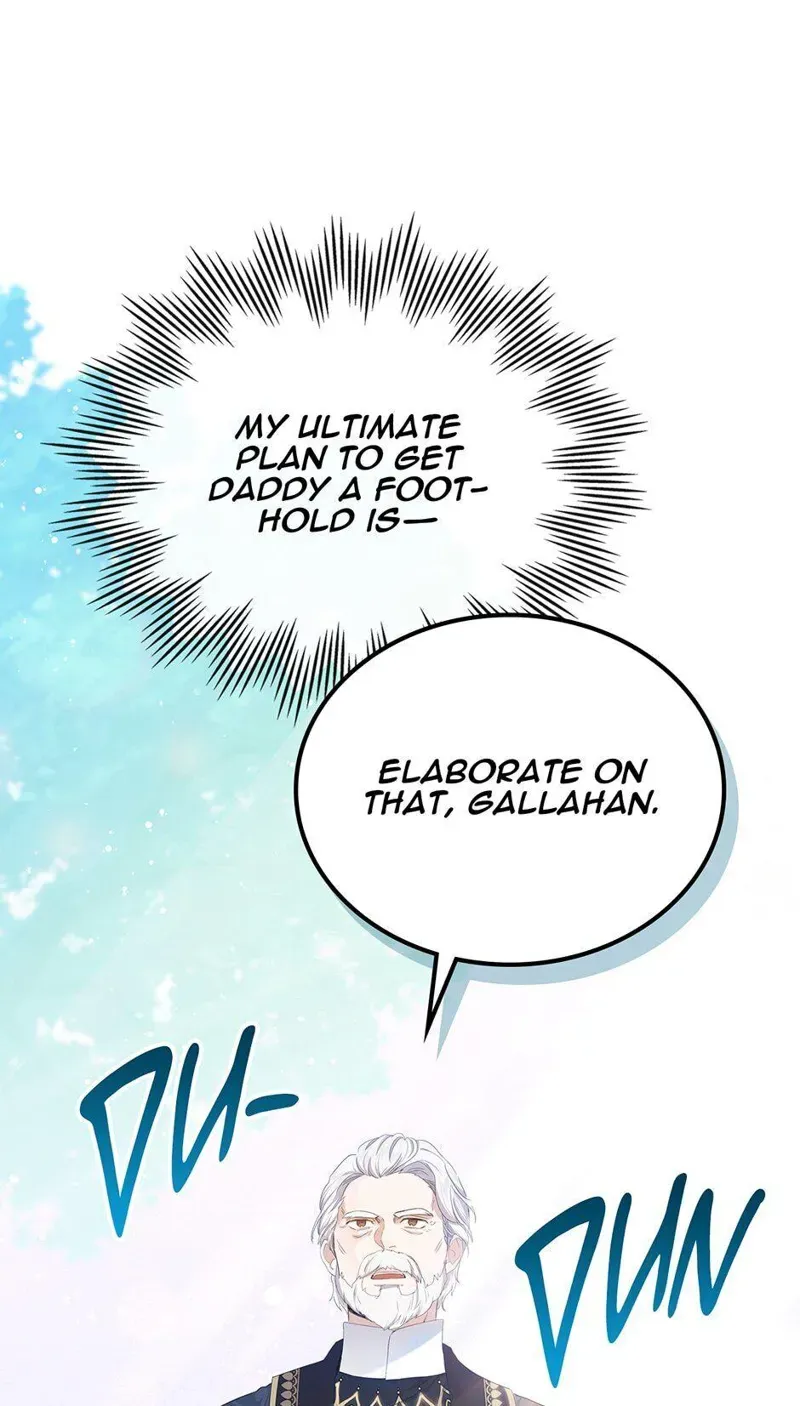 MY ULTIMATE
PLAN TO GET
DADDY A FOOT-
HOLD IS—
ELABORATE ON
THAT, GALLAHAN.
DU-
DUN